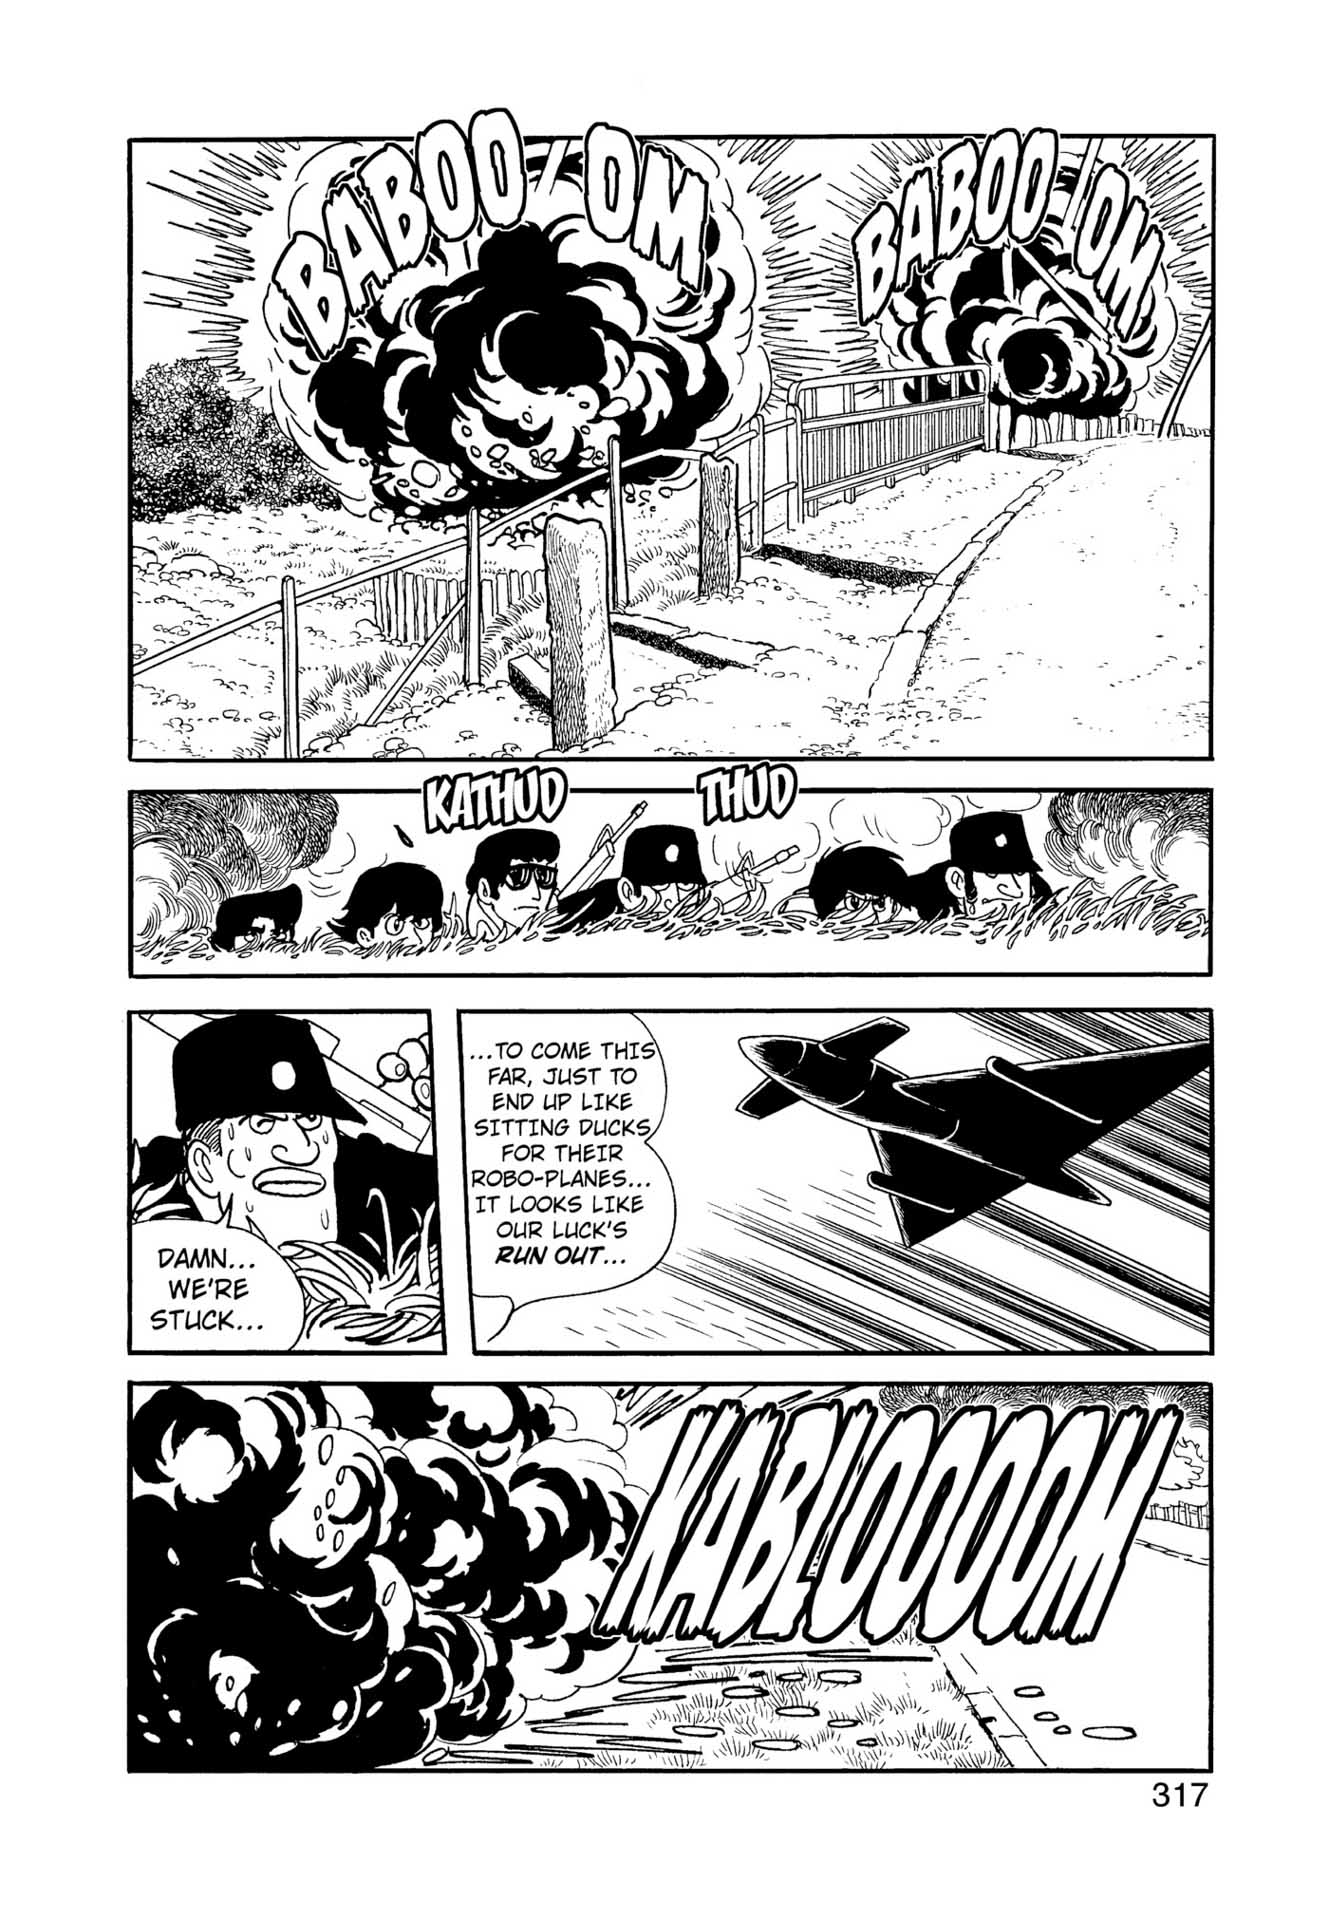 BABOOOM
BABOOOM
KATHUD
THUD
DAMN...
WE'RE
STUCK...
...TO COME THIS
FAR, JUST TO
END UP LIKE
SITTING DUCKS
FOR THEIR
ROBO-PLANES...
IT LOOKS LIKE
OUR LUCK'S
RUN OUT...
KABLOOOOOM
317